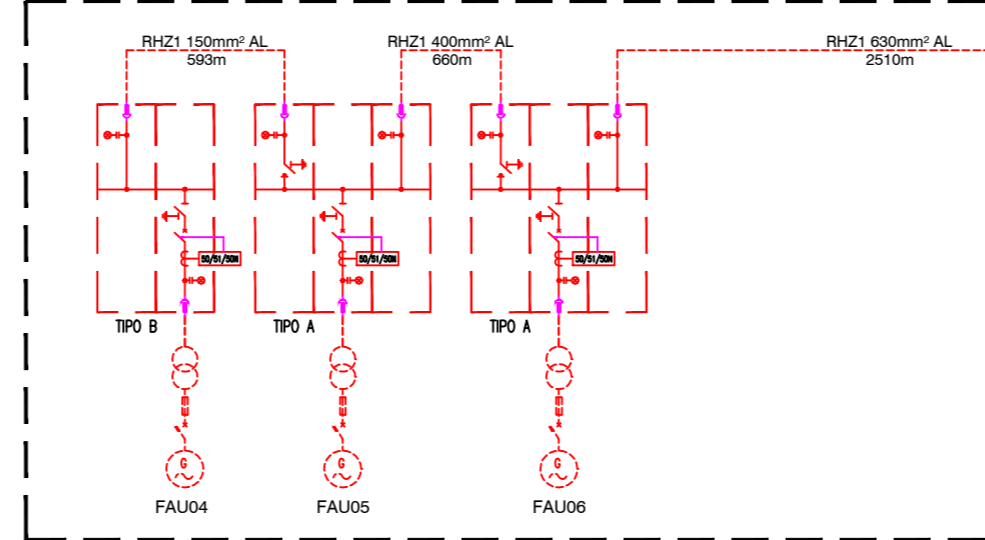 RHZ1 150mm² AL
593m
RHZ1 400mm² AL
660m
RHZ1 630mm² AL
2510m
50/51/50N
50/51/50N
50/51/50N
TIPO B
TIPO A
TIPO A
G
G
G
FAU04
FAU05
FAU06